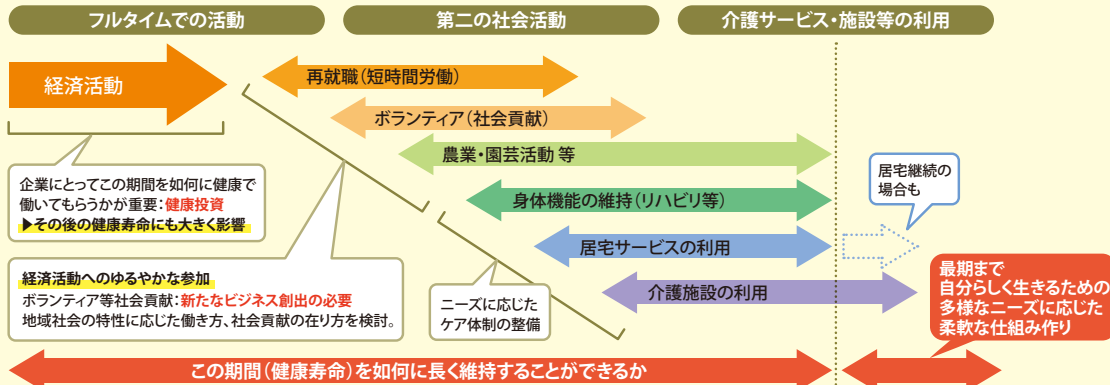 フルタイムでの活動
第二の社会活動
介護サービス・施設等の利用
経済活動
再就職(短時間労働)
ボランティア(社会貢献)
農業・園芸活動 等
身体機能の維持(リハビリ等)
居宅サービスの利用
介護施設の利用
居宅継続の
場合も
企業にとってこの期間を如何に健康で
働いてもらうかが重要:健康投資
▶その後の健康寿命にも大きく影響
経済活動へのゆるやかな参加
ボランティア等社会貢献:新たなビジネス創出の必要
地域社会の特性に応じた働き方、社会貢献の在り方を検討。
ニーズに応じた
ケア体制の整備
最期まで
自分らしく生きるための
多様なニーズに応じた
柔軟な仕組み作り
この期間(健康寿命)を如何に長く維持することができるか